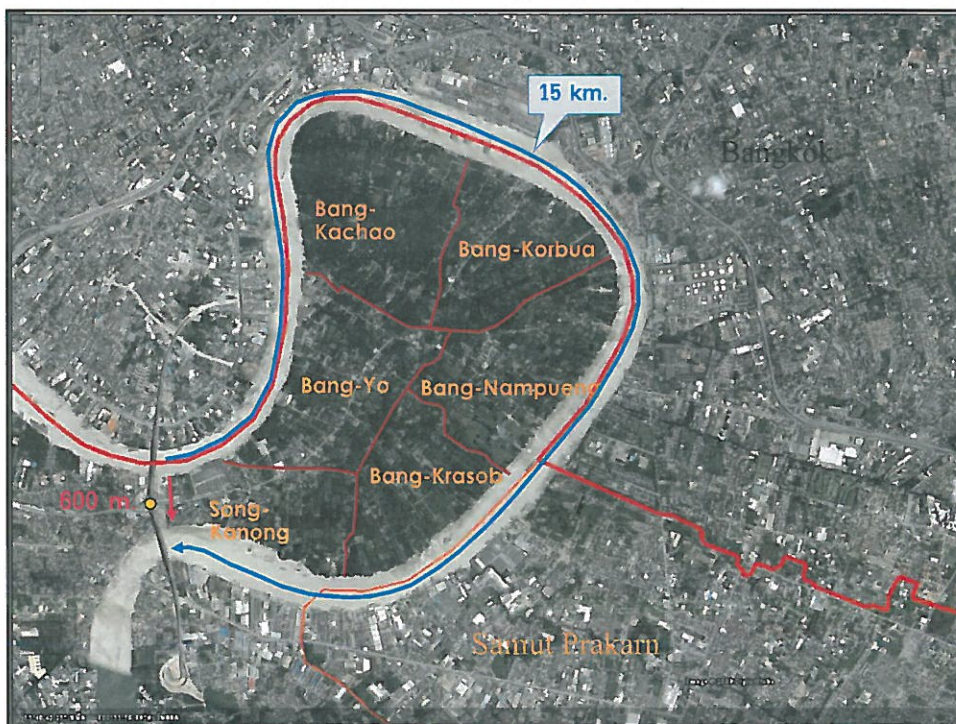 15 km.
Bangkok
Bang-
Kachao
Bang-Korbua
Bang-Yo
Bang-Nampueng
Bang-Krasob
600 m.
Song-
Kanong
Samut Prakarn